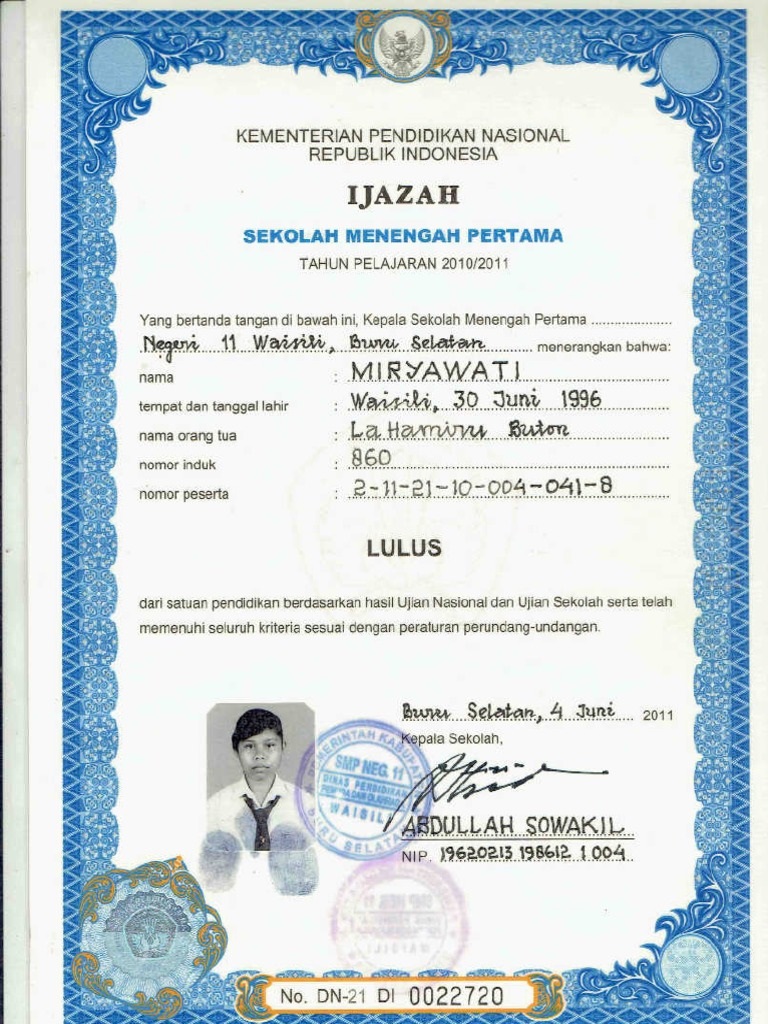 KEMENTERIAN PENDIDIKAN NASIONAL
REPUBLIK INDONESIA
IJAZAH
SEKOLAH MENENGAH PERTAMA
TAHUN PELAJARAN 2010/2011
Yang bertanda tangan di bawah ini, Kepala Sekolah Menengah Pertama
Negeri 11 Waisili, Buru Selatan menerangkan bahwa:
nama : MIRYAWATI
tempat dan tanggal lahir : Waisili, 30 Juni 1996
nama orang tua : La Hamiru Buton
nomor induk : 860
nomor peserta : 2-11-21-10-004-041-8
LULUS
dari satuan pendidikan berdasarkan hasil Ujian Nasional dan Ujian Sekolah serta telah
memenuhi seluruh kriteria sesuai dengan peraturan perundang-undangan.
Buru Selatan, 4 Juni 2011
Kepala Sekolah,
PEMERINTAH KABUPATEN
SMP NEG. 11
DINAS PENDIDIKAN
WAISILI
BURU SELATAN
ABDULLAH SOWAKIL
NIP. 19620213 198612 1 004
No. DN-21 DI 0022720